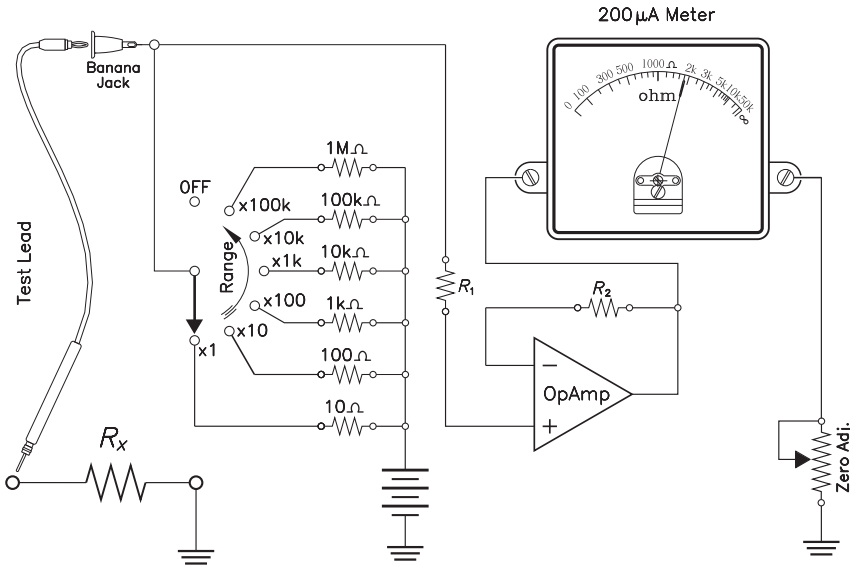 200μA Meter
Banana
Jack
0 100 300 500 1000 Ω 2k 3k 5k 10k 50k ∞
ohm
1MΩ
OFF
x100k
100kΩ
x10k
10kΩ
x1k
Range
Test Lead
R1
x100
1kΩ
R2
x10
x1
100Ω
OpAmp
−
+
10Ω
Rx
Zero Adj.